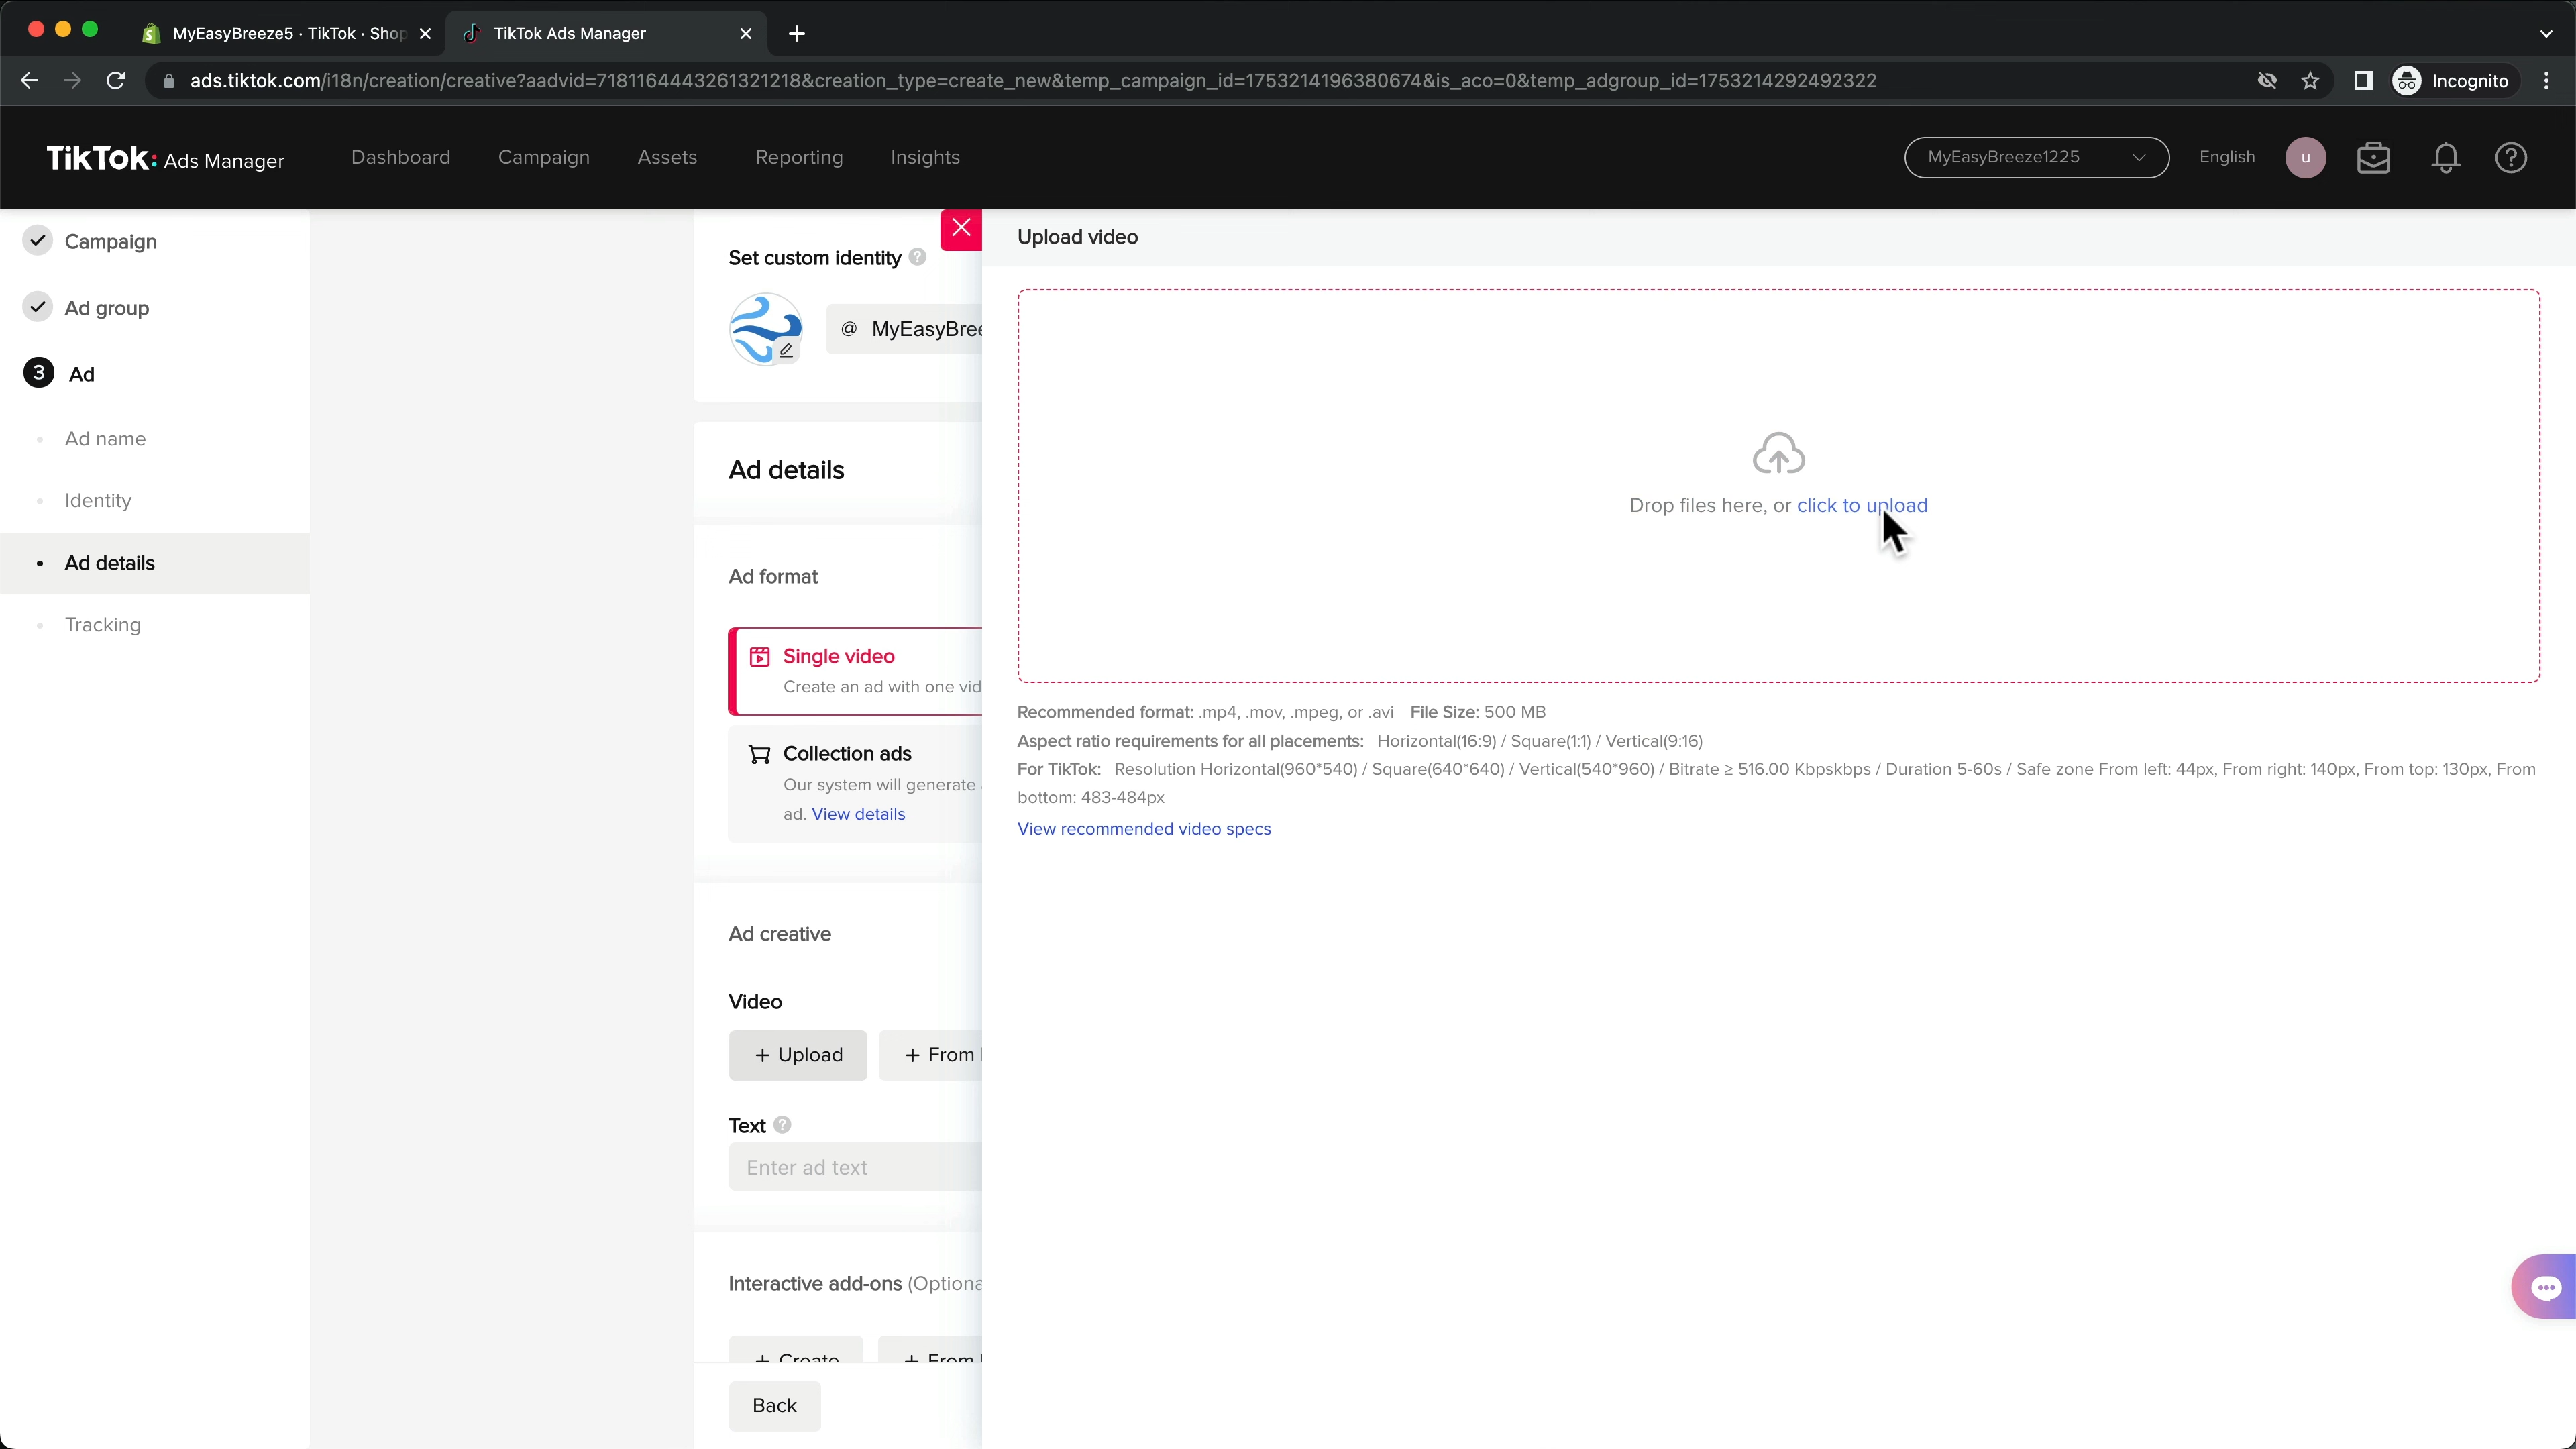 MyEasyBreeze5 · TikTok · Shop
TikTok Ads Manager
ads.tiktok.com/i18n/creation/creative?aadvid=7181164443261321218&creation_type=create_new&temp_campaign_id=1753214196380674&is_aco=0&temp_adgroup_id=1753214292492322
Incognito
TikTok: Ads Manager
Dashboard
Campaign
Assets
Reporting
Insights
MyEasyBreeze1225
English
u
Campaign
Ad group
3 Ad
Ad name
Identity
Ad details
Tracking
Set custom identity
@ MyEasyBree
Ad details
Ad format
Single video
Create an ad with one vid
Collection ads
Our system will generate
ad. View details
Ad creative
Video
+ Upload
+ From
Text
Enter ad text
Interactive add-ons (Optiona
+ Create
+ From
Back
Upload video
Drop files here, or click to upload
Recommended format: .mp4, .mov, .mpeg, or .avi File Size: 500 MB
Aspect ratio requirements for all placements: Horizontal(16:9) / Square(1:1) / Vertical(9:16)
For TikTok: Resolution Horizontal(960*540) / Square(640*640) / Vertical(540*960) / Bitrate ≥ 516.00 Kbpskbps / Duration 5-60s / Safe zone From left: 44px, From right: 140px, From top: 130px, From
bottom: 483-484px
View recommended video specs